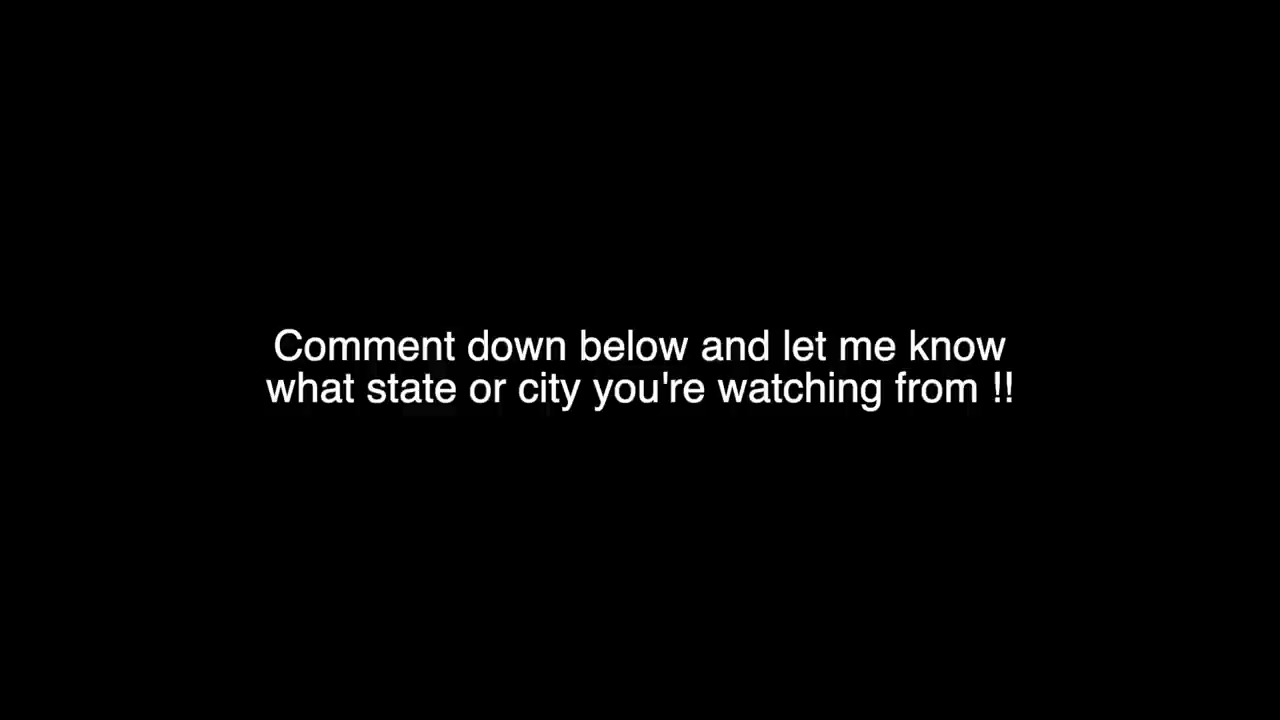 Comment down below and let me know
what state or city you're watching from !!